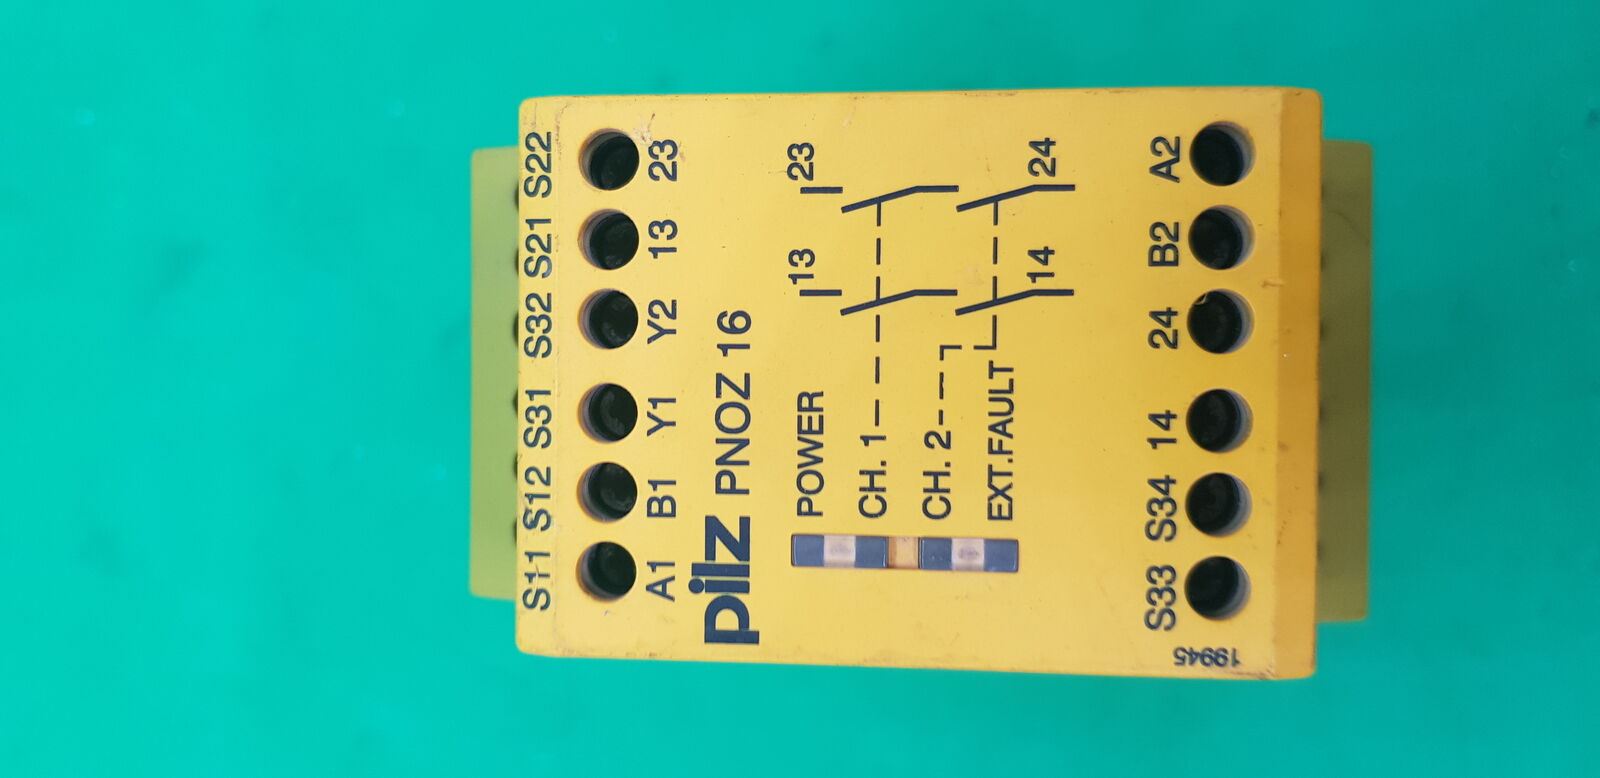 S11 S12 S31 S32 S21 S22
A1 B1 Y1 Y2 13 23
pilz PNOZ 16
13 23
POWER
CH. 1
CH. 2
EXT.FAULT
14 24
S33 S34 14 24 B2 A2
19945